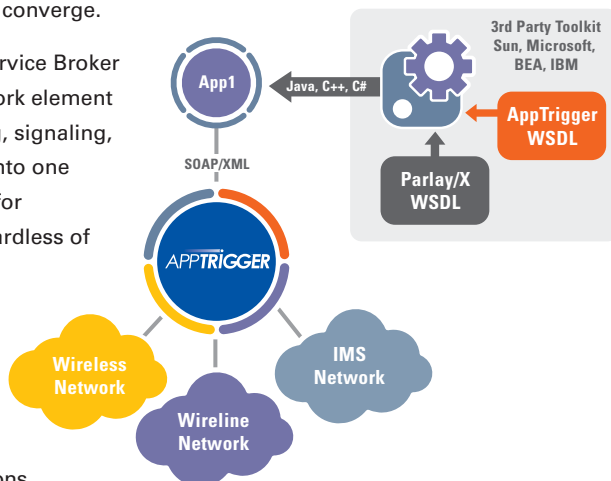 converge.
rvice Broker
ork element
, signaling,
nto one
for
ardless of
ons
3rd Party Toolkit
Sun, Microsoft,
BEA, IBM
App1
Java, C++, C#
AppTrigger
WSDL
Parlay/X
WSDL
SOAP/XML
APPTRIGGER
Wireless
Network
Wireline
Network
IMS
Network